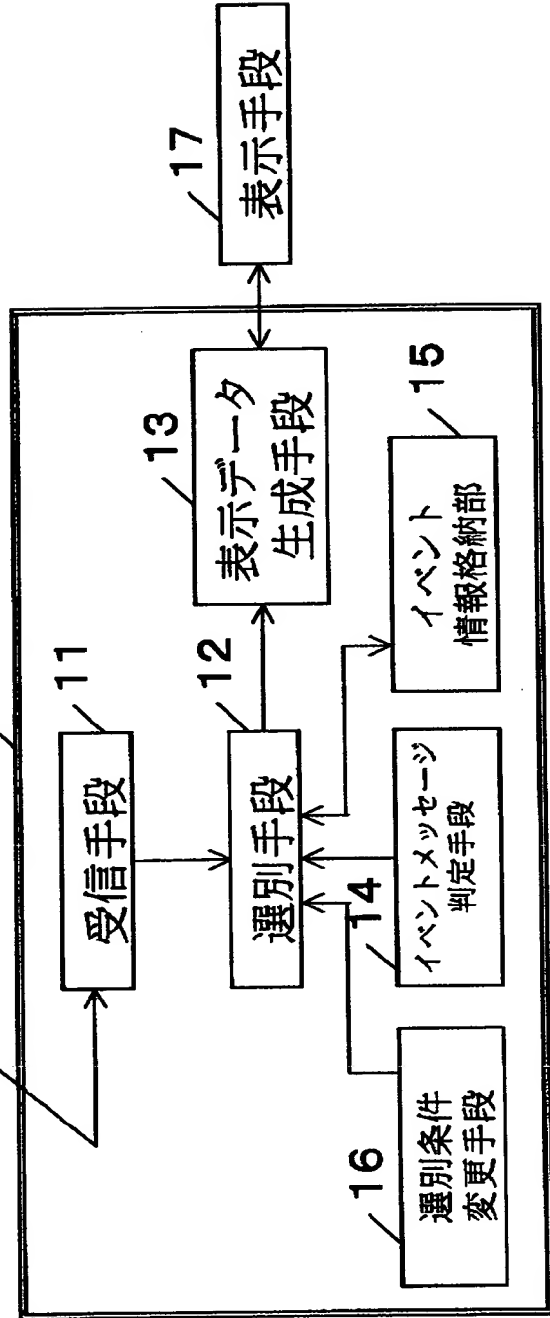 11
受信手段
12
選別手段
13
表示データ
生成手段
17
表示手段
16
選別条件
変更手段
14
イベントメッセージ
判定手段
15
イベント
情報格納部